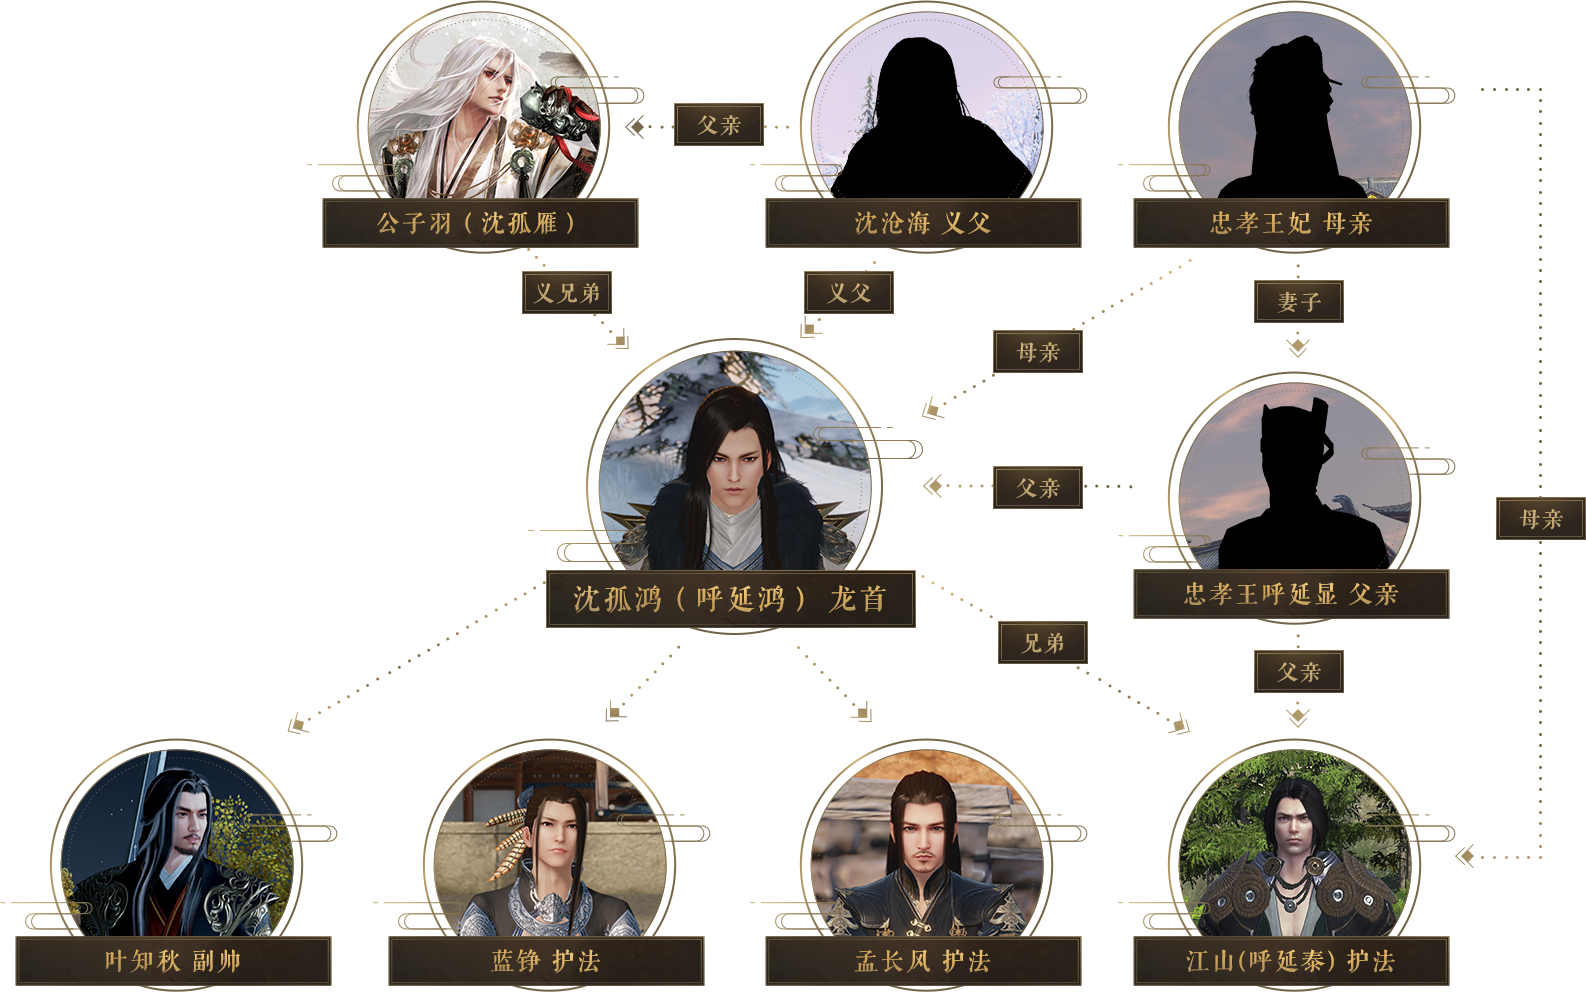 父亲
公子羽（沈孤雁）
沈沧海 义父
忠孝王妃 母亲
义兄弟
义父
妻子
母亲
父亲
母亲
沈孤鸿（呼延鸿） 龙首
忠孝王呼延显 父亲
兄弟
父亲
叶知秋 副帅
蓝铮 护法
孟长风 护法
江山(呼延泰) 护法